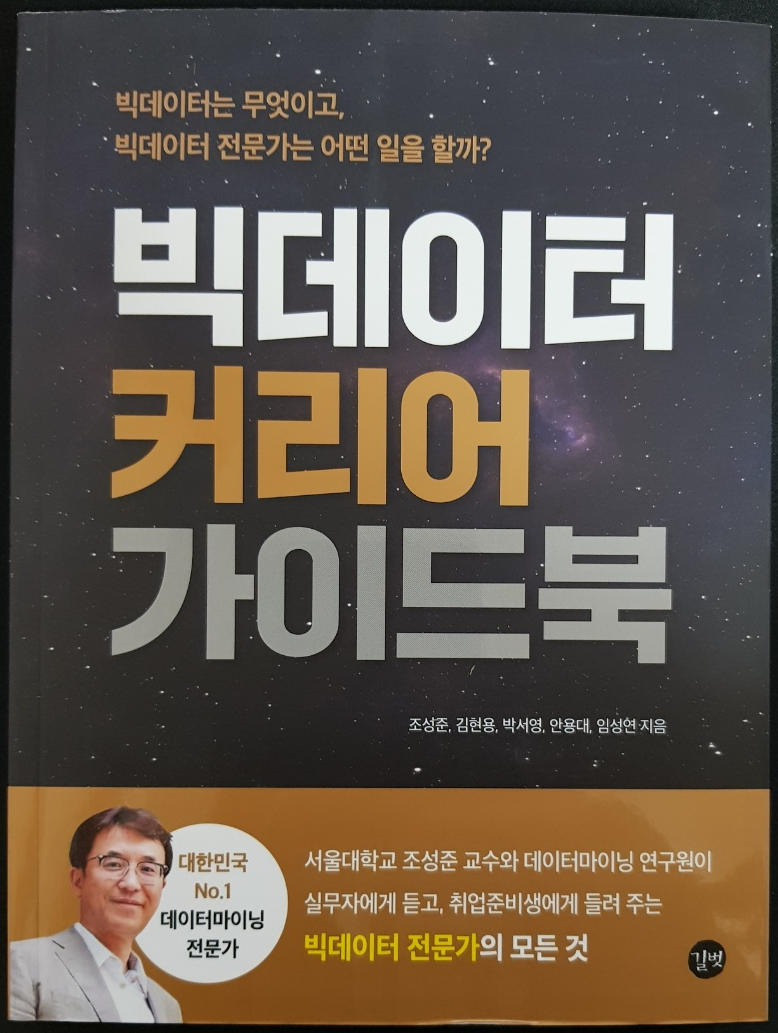 빅데이터는 무엇이고,
빅데이터 전문가는 어떤 일을 할까?
빅데이터
커리어
가이드북
조성준, 김현용, 박서영, 안용대, 임성연 지음
대한민국
No.1
데이터마이닝
전문가
서울대학교 조성준 교수와 데이터마이닝 연구원이
실무자에게 듣고, 취업준비생에게 들려 주는
빅데이터 전문가의 모든 것
길벗